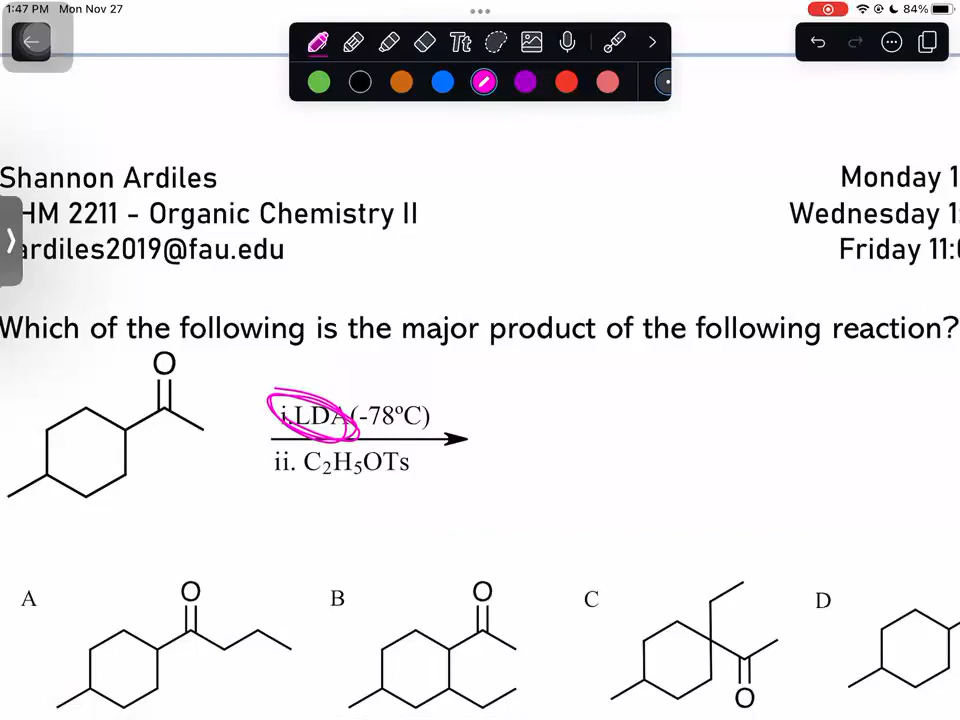 1:47 PM Mon Nov 27
84%
Tt
Shannon Ardiles
HM 2211 - Organic Chemistry II
ardiles2019@fau.edu
Monday 1
Wednesday 1:
Friday 11:0
Which of the following is the major product of the following reaction?
O
i.LDA(-78ºC)
ii. C₂H₅OTs
A
O
B
O
C
O
D